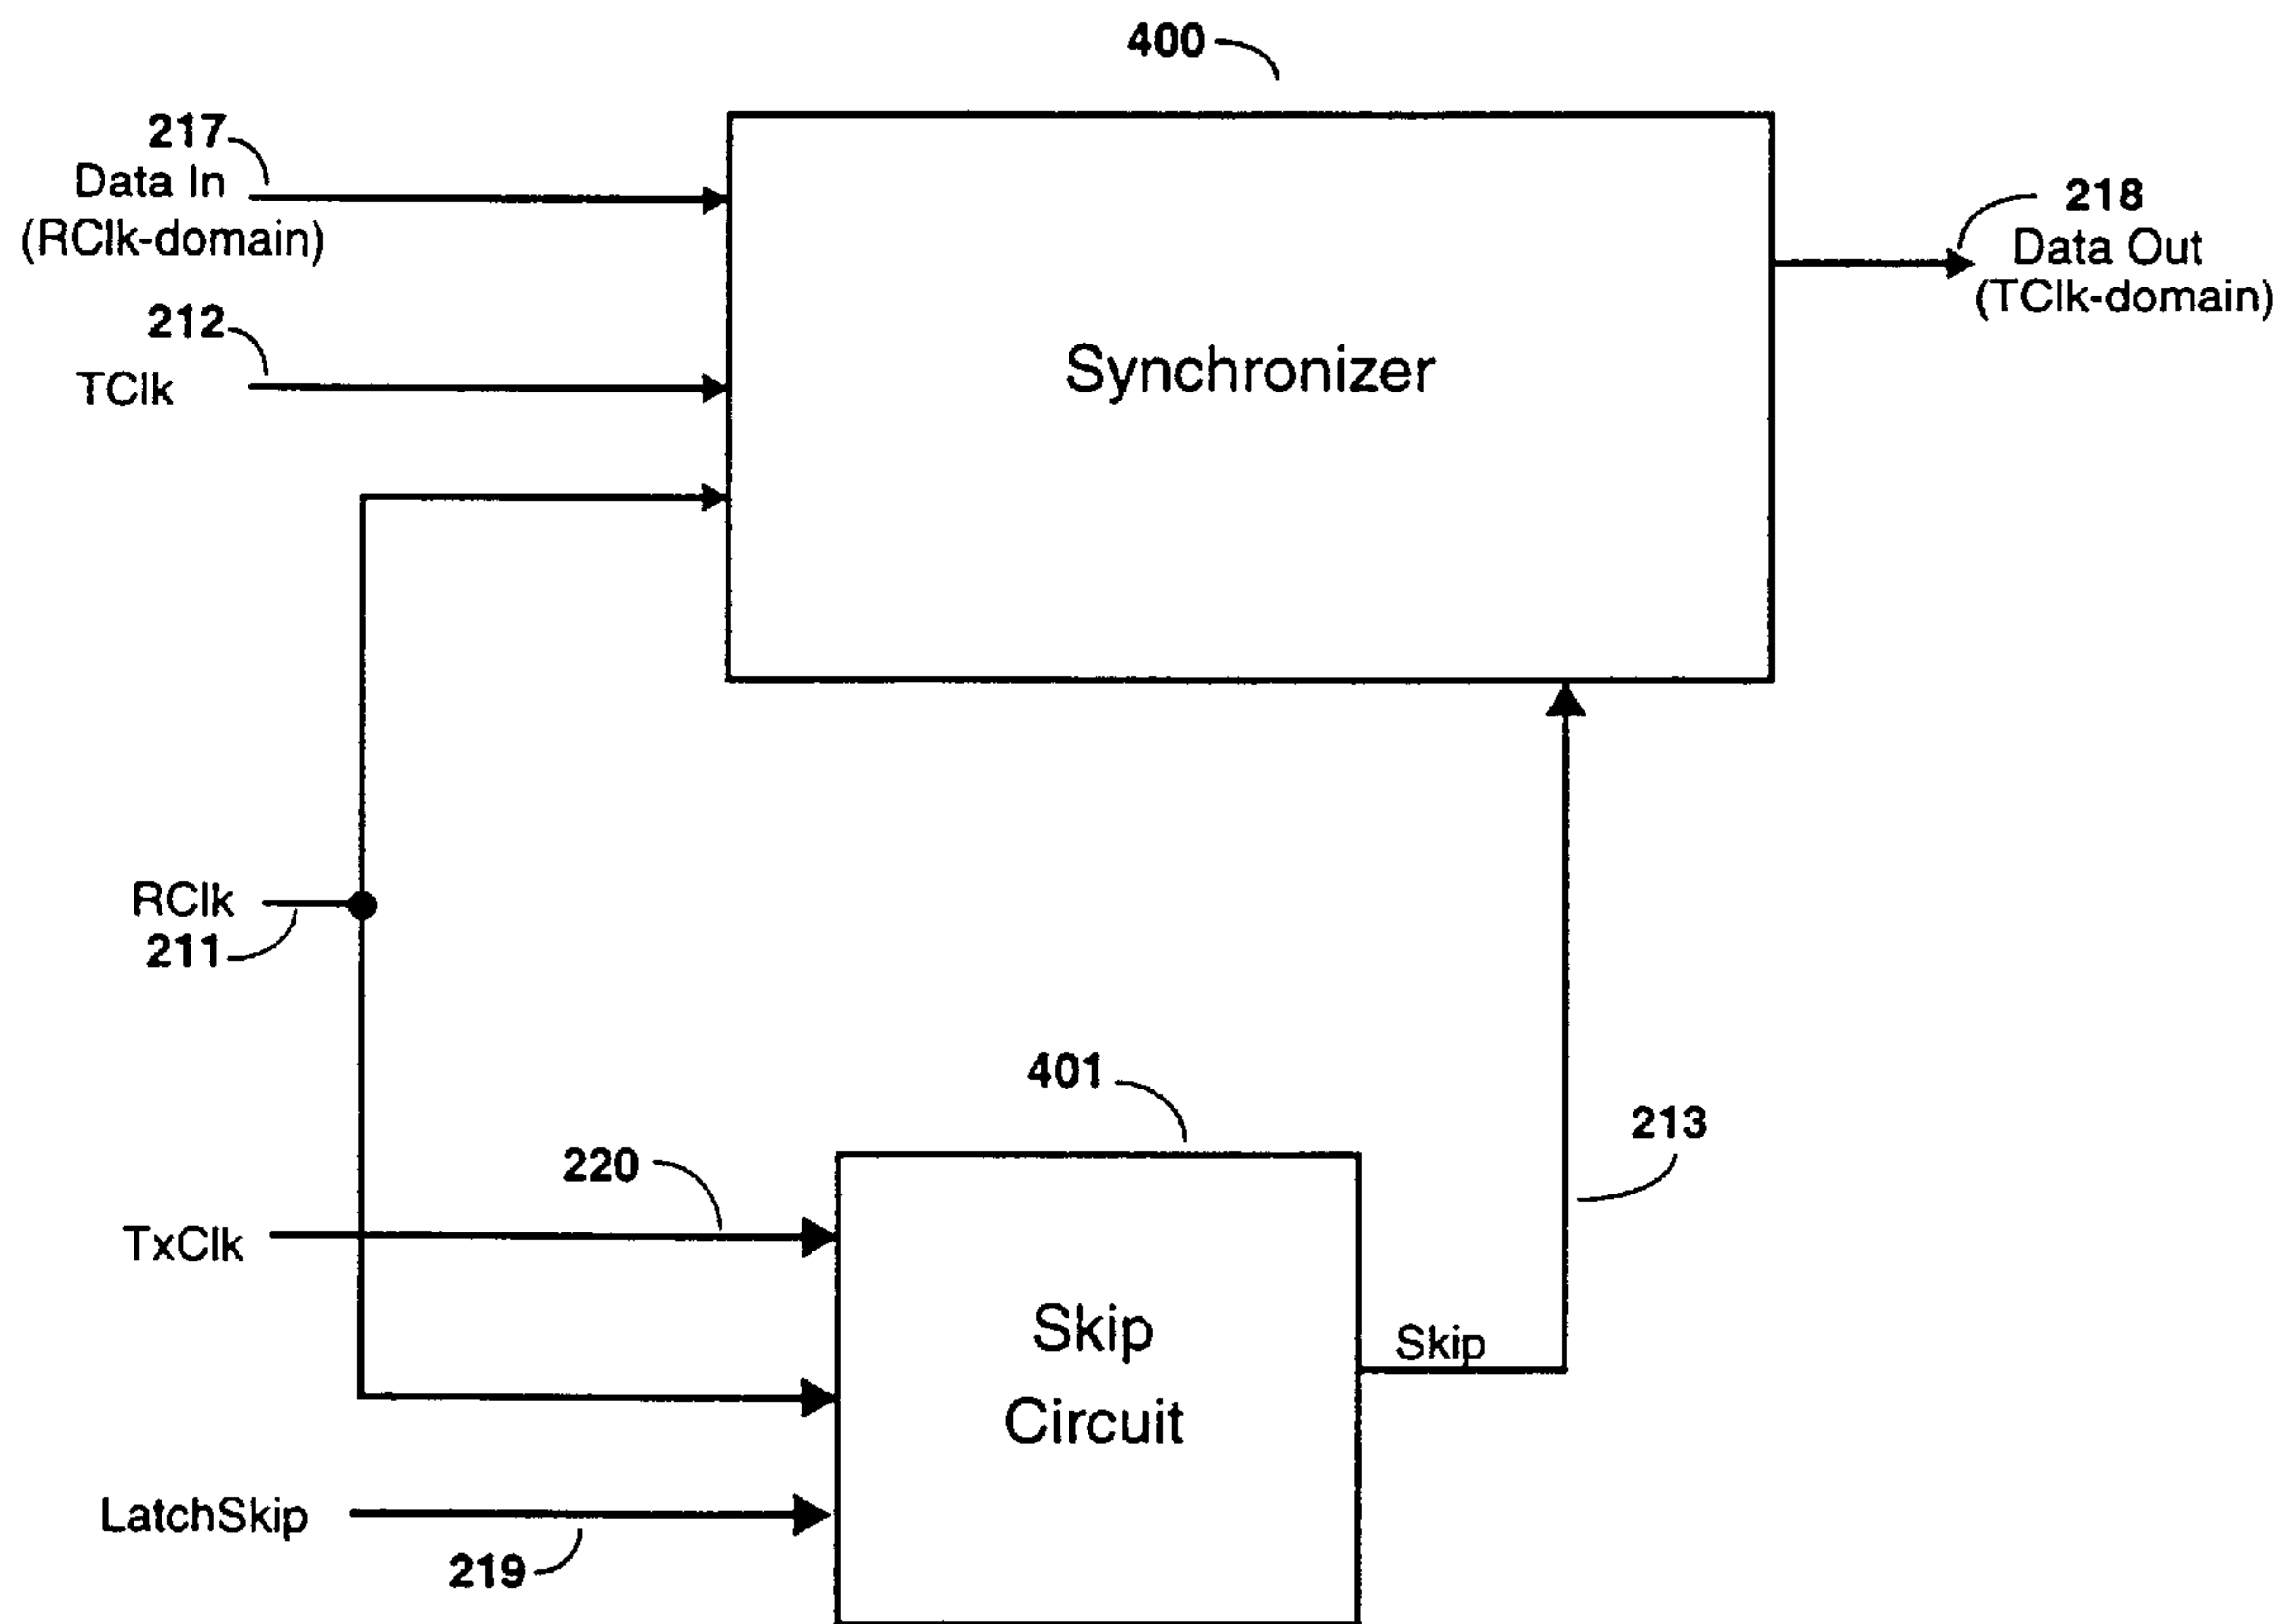 400
217
Data In
(RClk-domain)
218
Data Out
(TClk-domain)
212
TClk
Synchronizer
RClk
211
401
213
220
TxClk
Skip
Circuit
Skip
LatchSkip
219